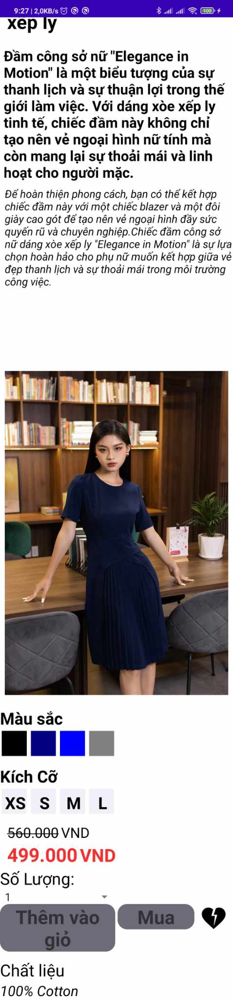 9:27 | 2,0KB/s
100
xếp ly
Đầm công sở nữ "Elegance in
Motion" là một biểu tượng của sự
thanh lịch và sự thuận lợi trong thế
giới làm việc. Với dáng xòe xếp ly
tinh tế, chiếc đầm này không chỉ
tạo nên vẻ ngoại hình nữ tính mà
còn mang lại sự thoải mái và linh
hoạt cho người mặc.
Để hoàn thiện phong cách, bạn có thể kết hợp
chiếc đầm này với một chiếc blazer và một đôi
giày cao gót để tạo nên vẻ ngoại hình đầy sức
quyến rũ và chuyên nghiệp.Chiếc đầm công sở
nữ dáng xòe xếp ly "Elegance in Motion" là sự lựa
chọn hoàn hảo cho phụ nữ muốn kết hợp giữa vẻ
đẹp thanh lịch và sự thoải mái trong môi trường
công việc.
Màu sắc
Kích Cỡ
XS S M L
560.000 VND
499.000 VND
Số Lượng:
1
Thêm vào
giỏ
Mua
Chất liệu
100% Cotton